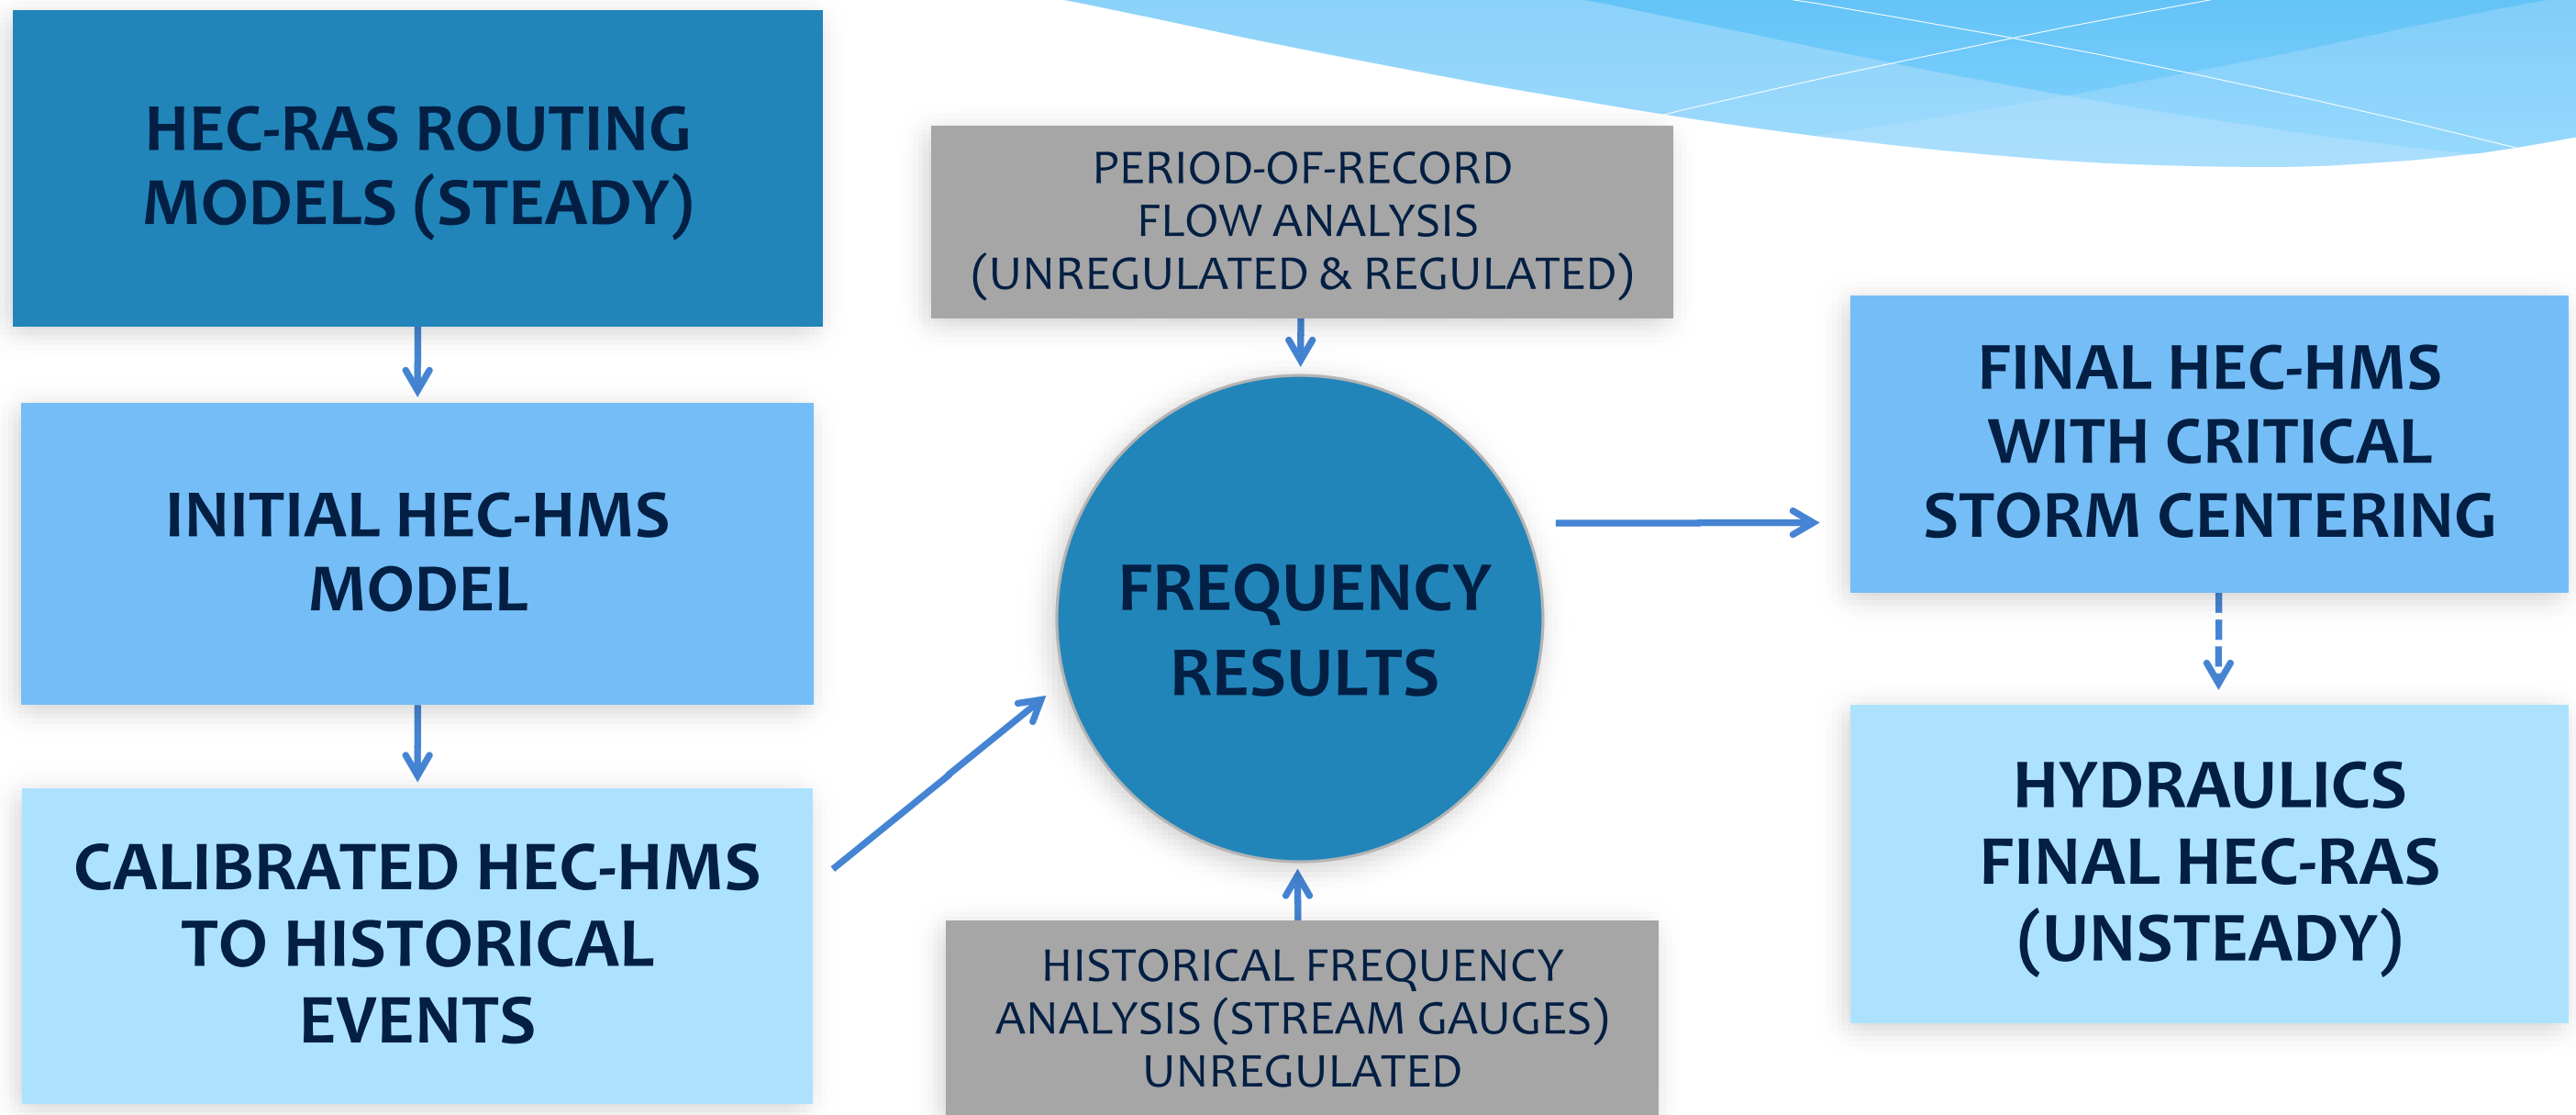 HEC-RAS ROUTING
MODELS (STEADY)
INITIAL HEC-HMS
MODEL
CALIBRATED HEC-HMS
TO HISTORICAL
EVENTS
PERIOD-OF-RECORD
FLOW ANALYSIS
(UNREGULATED & REGULATED)
FREQUENCY
RESULTS
HISTORICAL FREQUENCY
ANALYSIS (STREAM GAUGES)
UNREGULATED
FINAL HEC-HMS
WITH CRITICAL
STORM CENTERING
HYDRAULICS
FINAL HEC-RAS
(UNSTEADY)